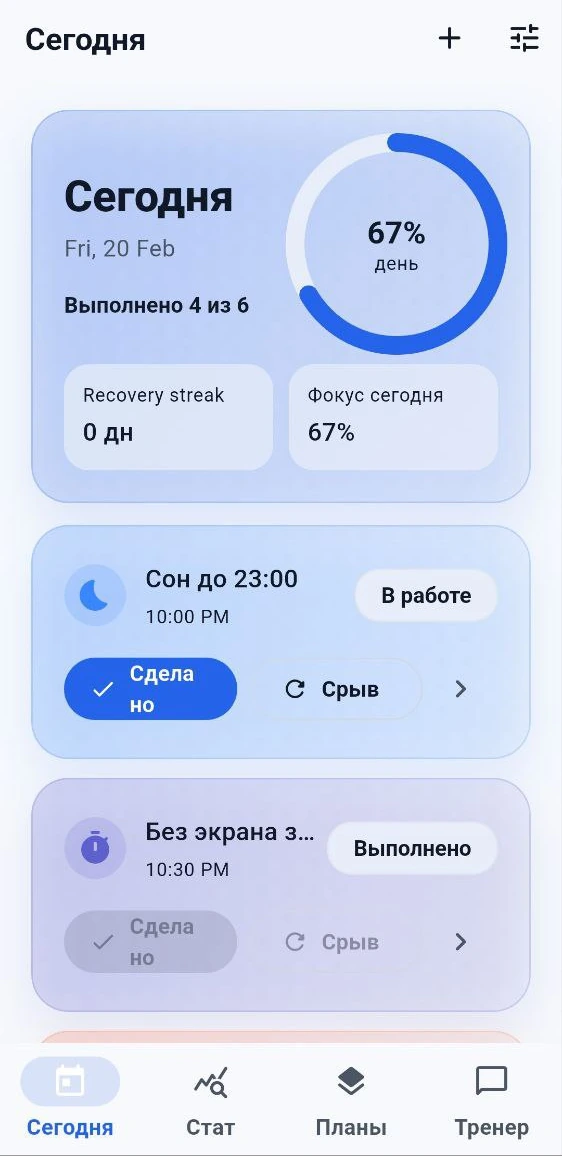 Сегодня
Сегодня
Fri, 20 Feb
Выполнено 4 из 6
67%
день
Recovery streak
0 дн
Фокус сегодня
67%
Сон до 23:00
10:00 PM
В работе
Сдела
но
Срыв
Без экрана з...
10:30 PM
Выполнено
Сдела
но
Срыв
Сегодня
Стат
Планы
Тренер